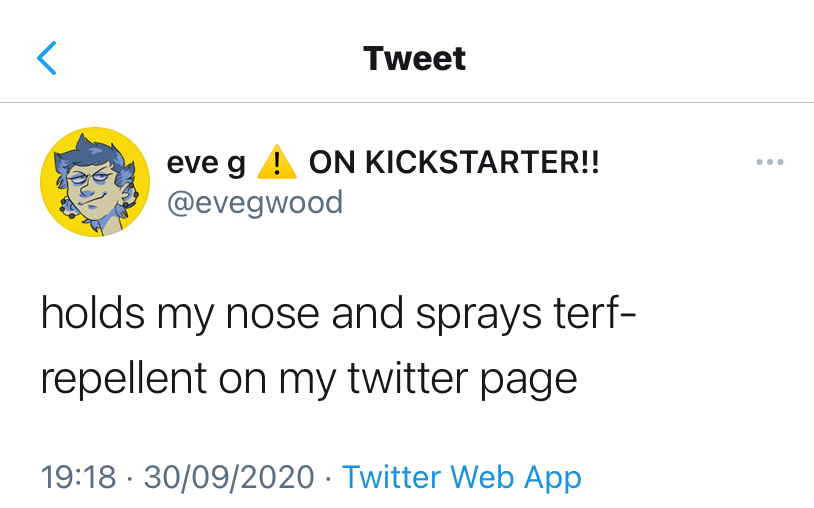 Tweet
eve g ⚠️ ON KICKSTARTER!!
@evegwood
holds my nose and sprays terf-
repellent on my twitter page
19:18 · 30/09/2020 · Twitter Web App